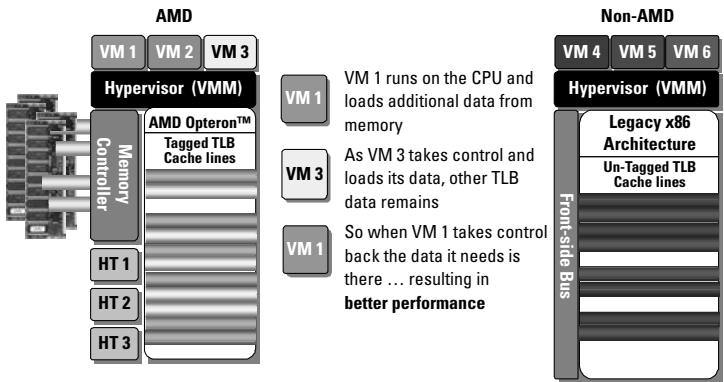 AMD
VM 1 VM 2 VM 3
Hypervisor (VMM)
Memory
Controller
AMD Opteron™
Tagged TLB
Cache lines
HT 1
HT 2
HT 3
VM 1
VM 1 runs on the CPU and
loads additional data from
memory
VM 3
As VM 3 takes control and
loads its data, other TLB
data remains
VM 1
So when VM 1 takes control
back the data it needs is
there … resulting in
better performance
Non-AMD
VM 4 VM 5 VM 6
Hypervisor (VMM)
Front-side Bus
Legacy x86
Architecture
Un-Tagged TLB
Cache lines